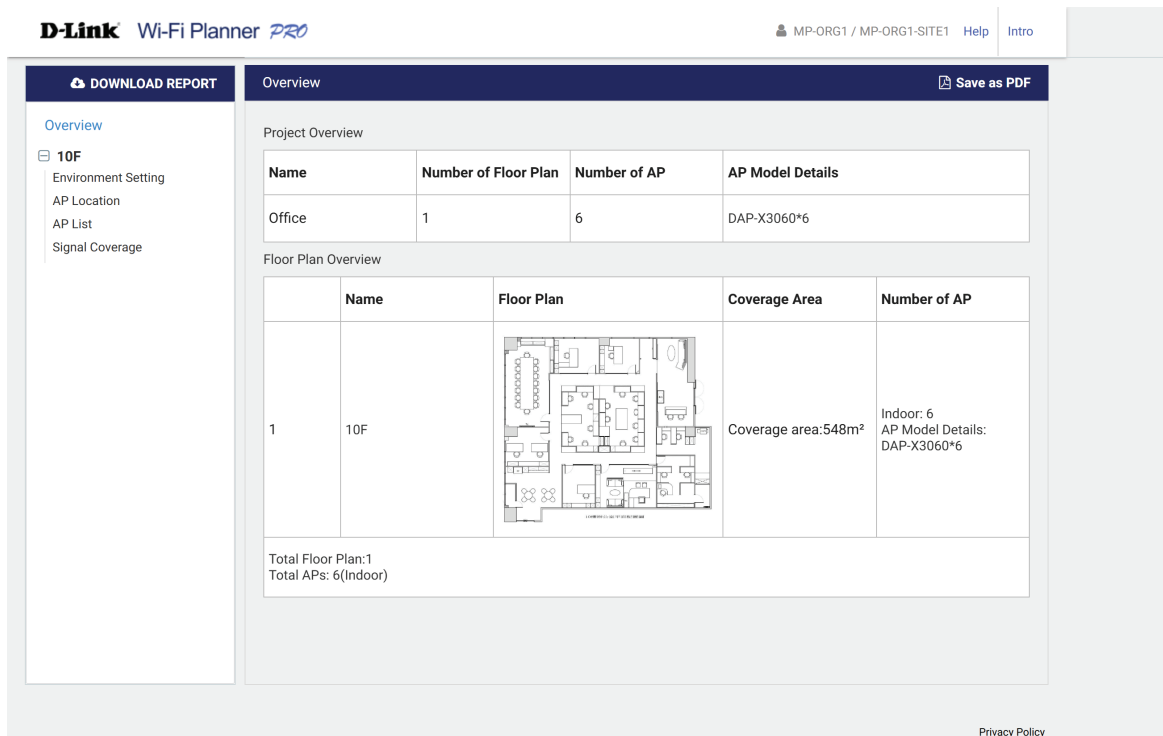 D-Link Wi-Fi Planner PRO
MP-ORG1 / MP-ORG1-SITE1 Help Intro
DOWNLOAD REPORT
Overview
10F
Environment Setting
AP Location
AP List
Signal Coverage
Overview
Save as PDF
Project Overview
Name Number of Floor Plan Number of AP AP Model Details
Office 1 6 DAP-X3060*6
Floor Plan Overview
Name Floor Plan Coverage Area Number of AP
1 10F Coverage area:548m²
Indoor: 6
AP Model Details:
DAP-X3060*6
Total Floor Plan:1
Total APs: 6(Indoor)
Privacy Policy